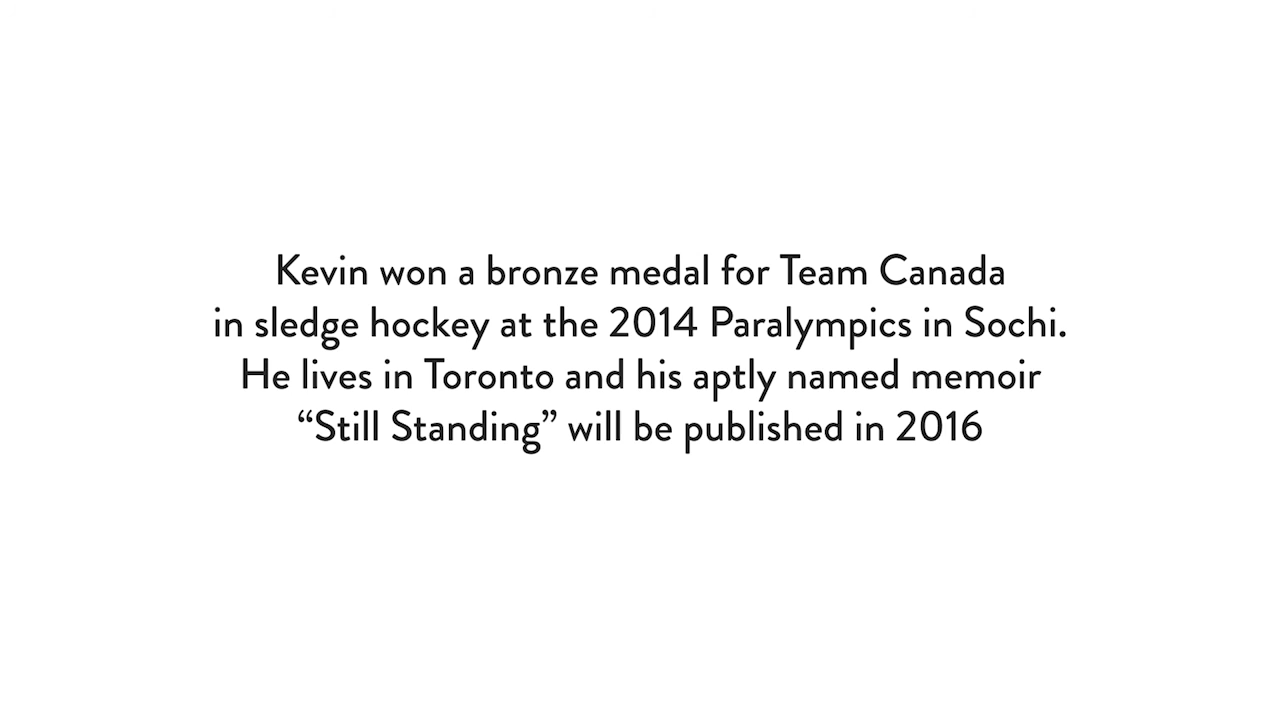 Kevin won a bronze medal for Team Canada
in sledge hockey at the 2014 Paralympics in Sochi.
He lives in Toronto and his aptly named memoir
“Still Standing” will be published in 2016